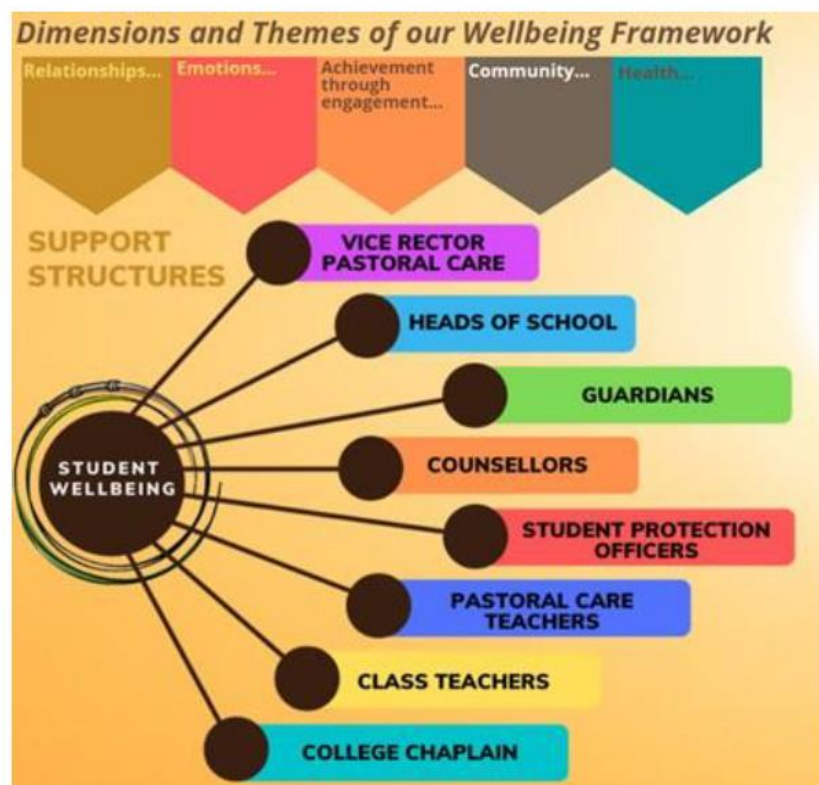 Dimensions and Themes of our Wellbeing Framework
Relationships...
Emotions...
Achievement
through
engagement...
Community...
Health...
SUPPORT
STRUCTURES
VICE RECTOR
PASTORAL CARE
HEADS OF SCHOOL
GUARDIANS
COUNSELLORS
STUDENT
WELLBEING
STUDENT PROTECTION
OFFICERS
PASTORAL CARE
TEACHERS
CLASS TEACHERS
COLLEGE CHAPLAIN